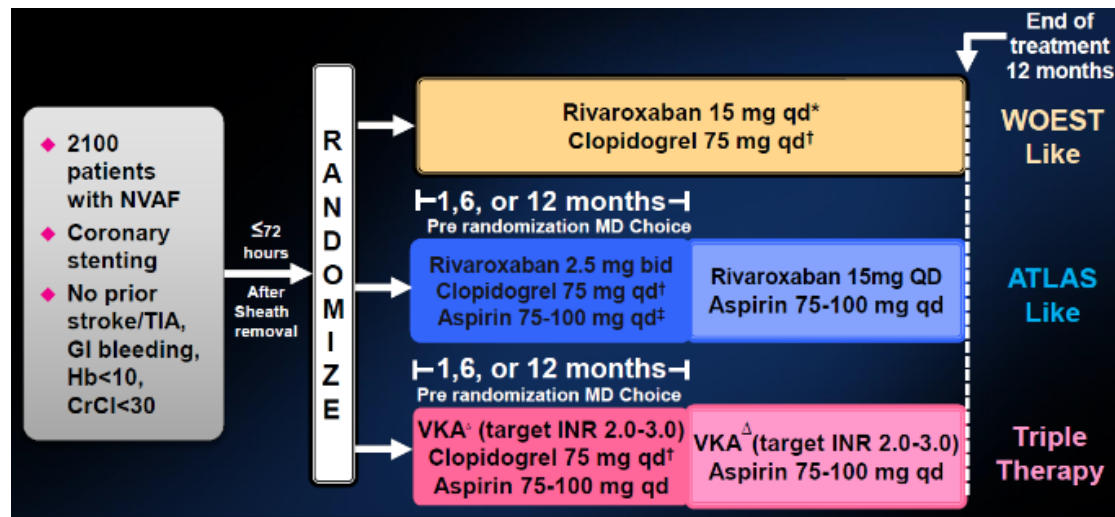 End of
treatment
12 months
◆ 2100
patients
with NVAF
◆ Coronary
stenting
◆ No prior
stroke/TIA,
GI bleeding,
Hb<10,
CrCl<30
≤72
hours
After
Sheath
removal
R
A
N
D
O
M
I
Z
E
Rivaroxaban 15 mg qd*
Clopidogrel 75 mg qd†
WOEST
Like
1,6, or 12 months
Pre randomization MD Choice
Rivaroxaban 2.5 mg bid
Clopidogrel 75 mg qd†
Aspirin 75-100 mg qd‡
Rivaroxaban 15mg QD
Aspirin 75-100 mg qd
ATLAS
Like
1,6, or 12 months
Pre randomization MD Choice
VKAᐞ (target INR 2.0-3.0)
Clopidogrel 75 mg qd†
Aspirin 75-100 mg qd
VKAᐞ(target INR 2.0-3.0)
Aspirin 75-100 mg qd
Triple
Therapy